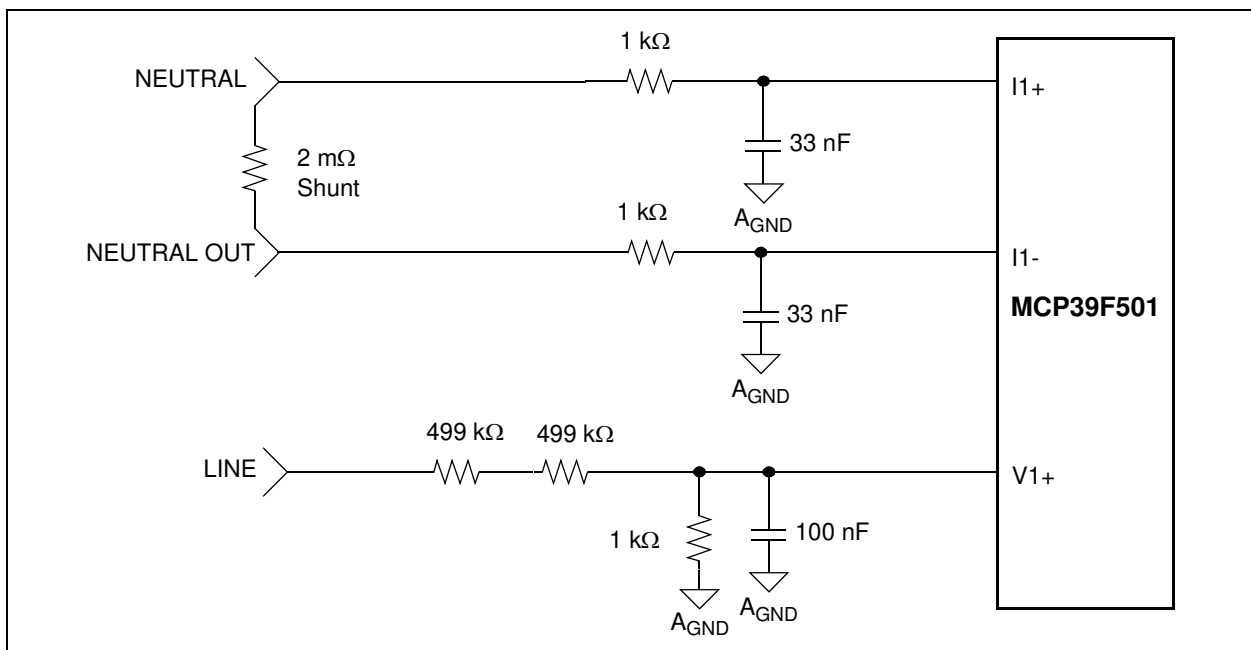 1 kΩ
NEUTRAL
I1+
33 nF
2 mΩ
Shunt
AGND
1 kΩ
NEUTRAL OUT
I1-
MCP39F501
33 nF
AGND
499 kΩ 499 kΩ
LINE
V1+
1 kΩ
100 nF
AGND
AGND